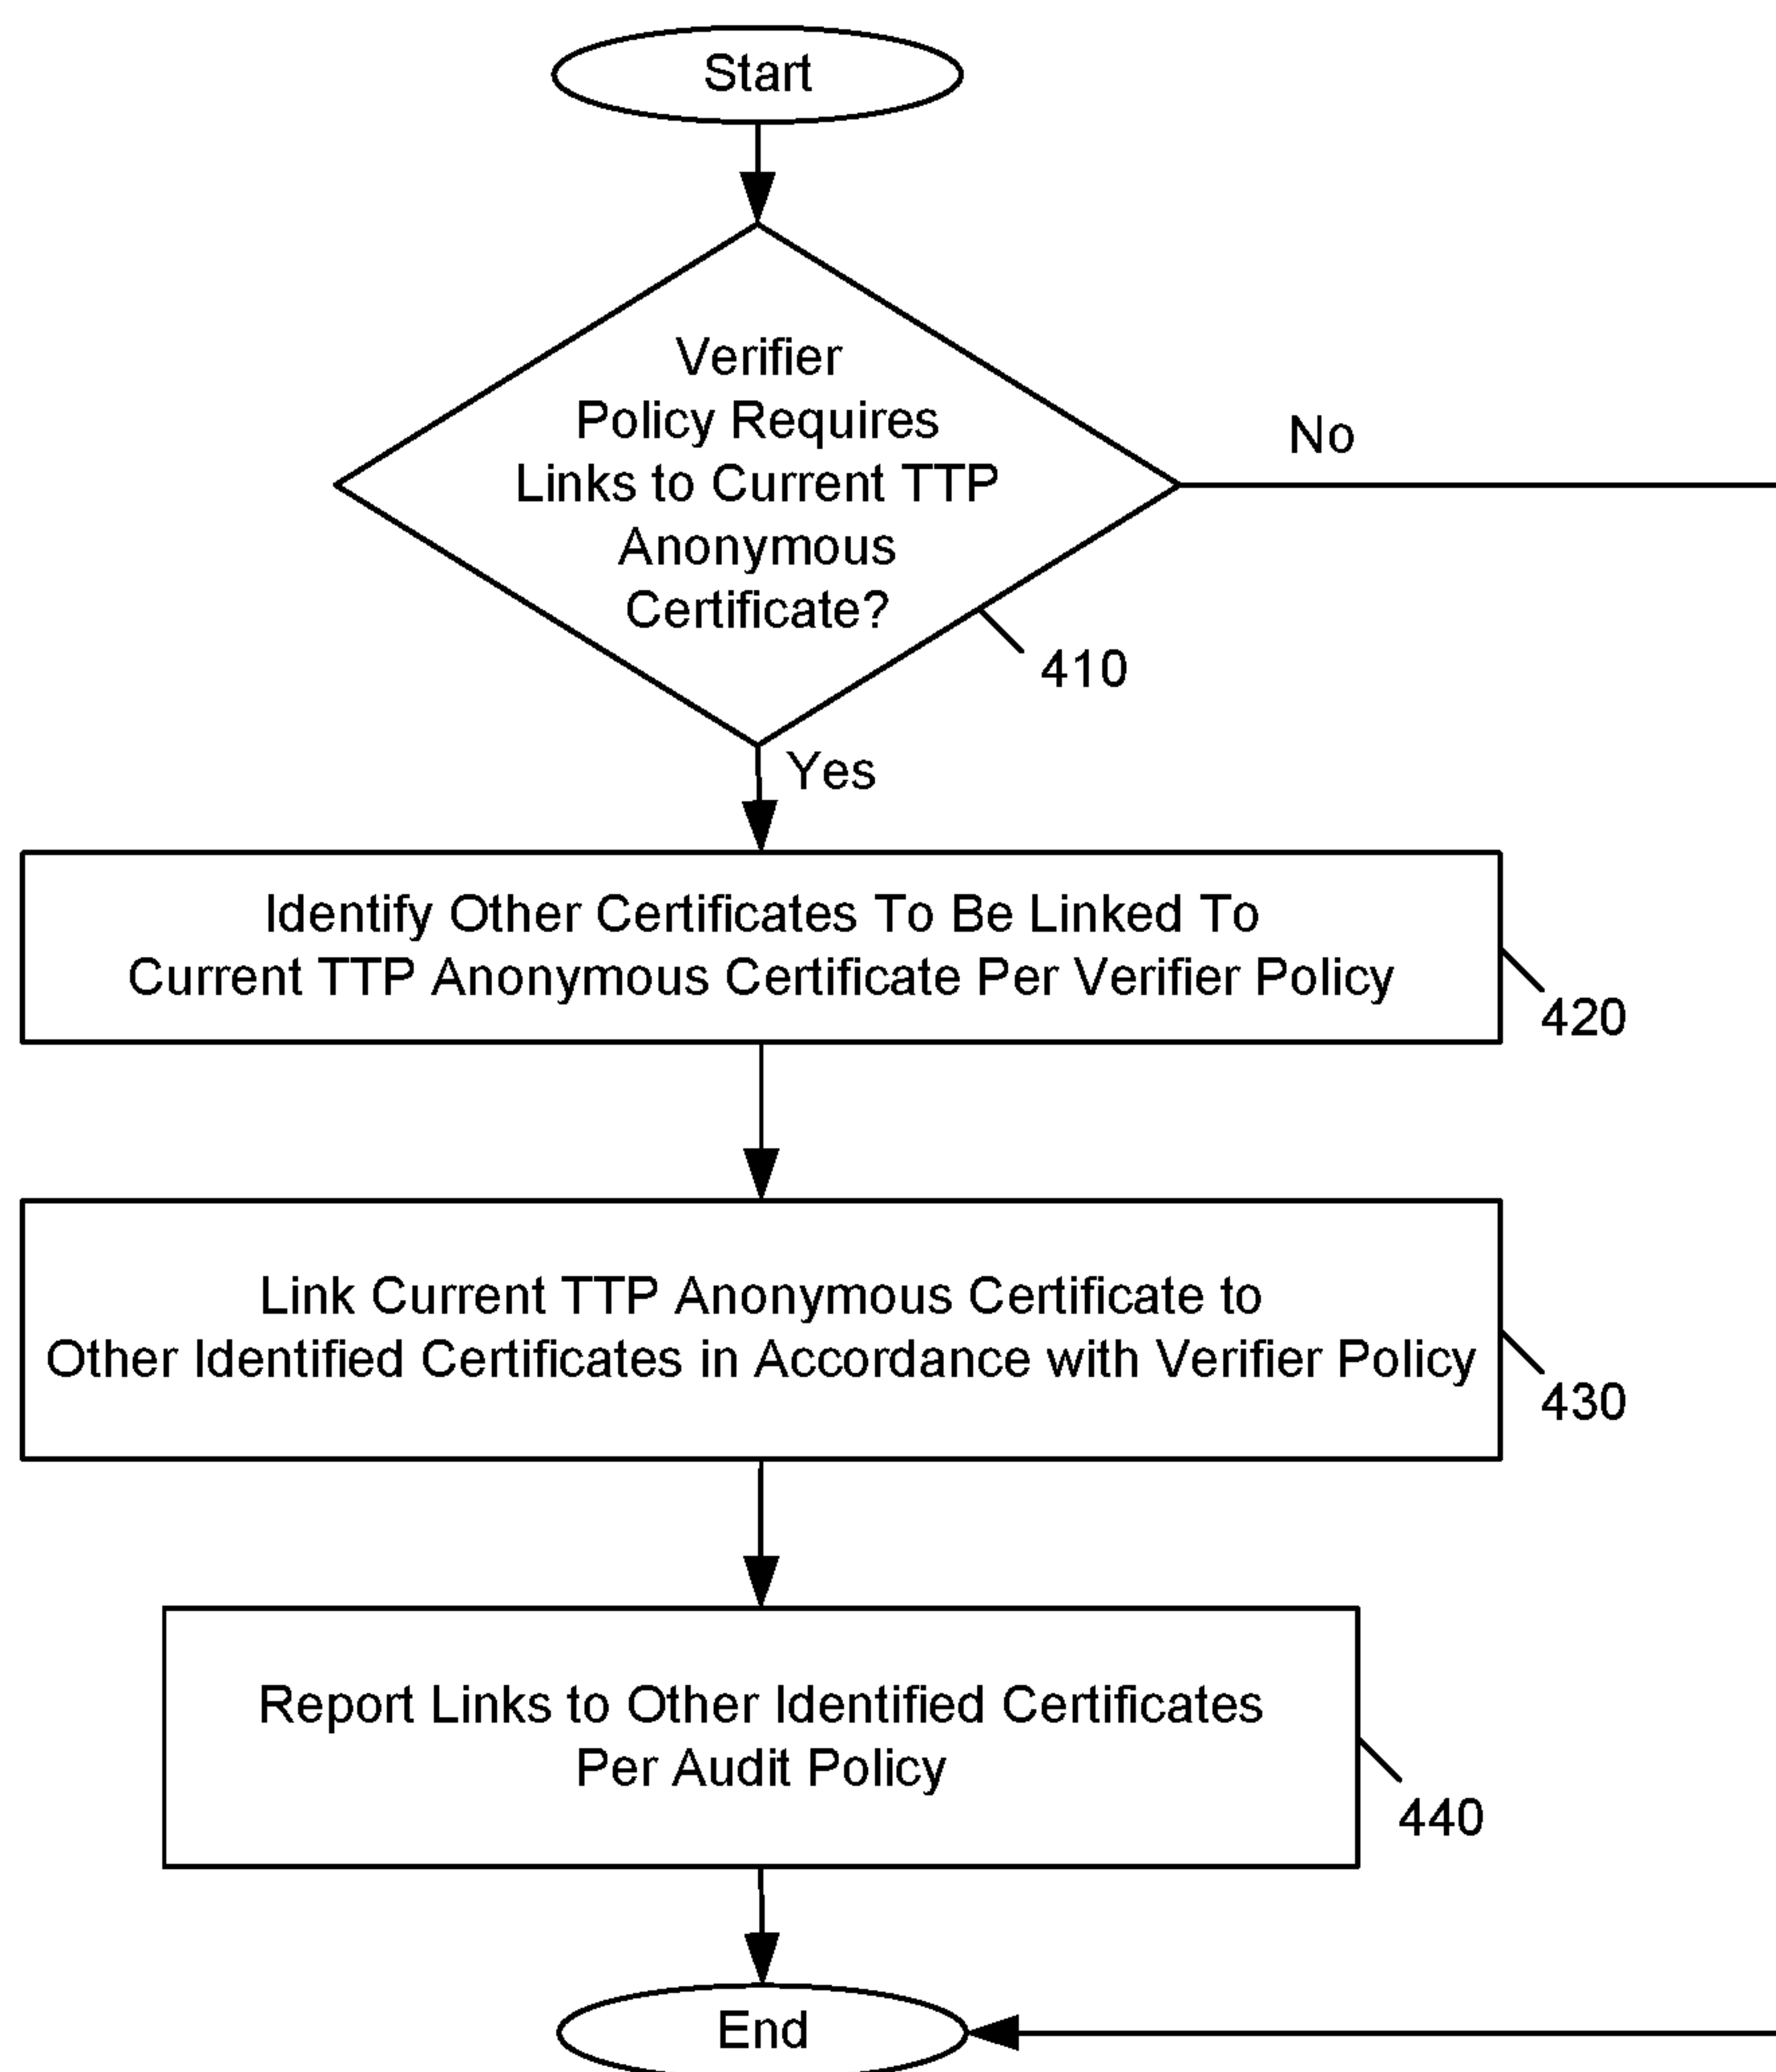 Start
Verifier
Policy Requires
Links to Current TTP
Anonymous
Certificate?
No
410
Yes
Identify Other Certificates To Be Linked To
Current TTP Anonymous Certificate Per Verifier Policy
420
Link Current TTP Anonymous Certificate to
Other Identified Certificates in Accordance with Verifier Policy
430
Report Links to Other Identified Certificates
Per Audit Policy
440
End